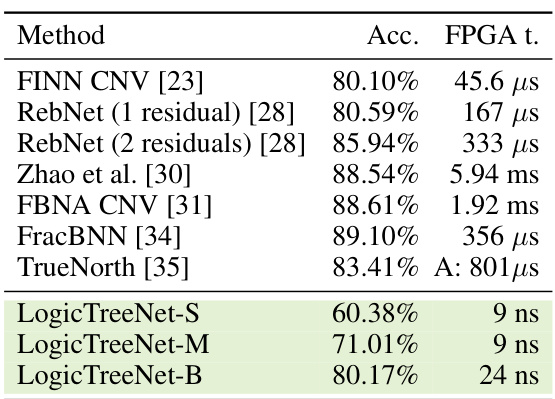 Method Acc. FPGA t.
FINN CNV [23] 80.10% 45.6 μs
RebNet (1 residual) [28] 80.59% 167 μs
RebNet (2 residuals) [28] 85.94% 333 μs
Zhao et al. [30] 88.54% 5.94 ms
FBNA CNV [31] 88.61% 1.92 ms
FracBNN [34] 89.10% 356 μs
TrueNorth [35] 83.41% A: 801μs
LogicTreeNet-S 60.38% 9 ns
LogicTreeNet-M 71.01% 9 ns
LogicTreeNet-B 80.17% 24 ns